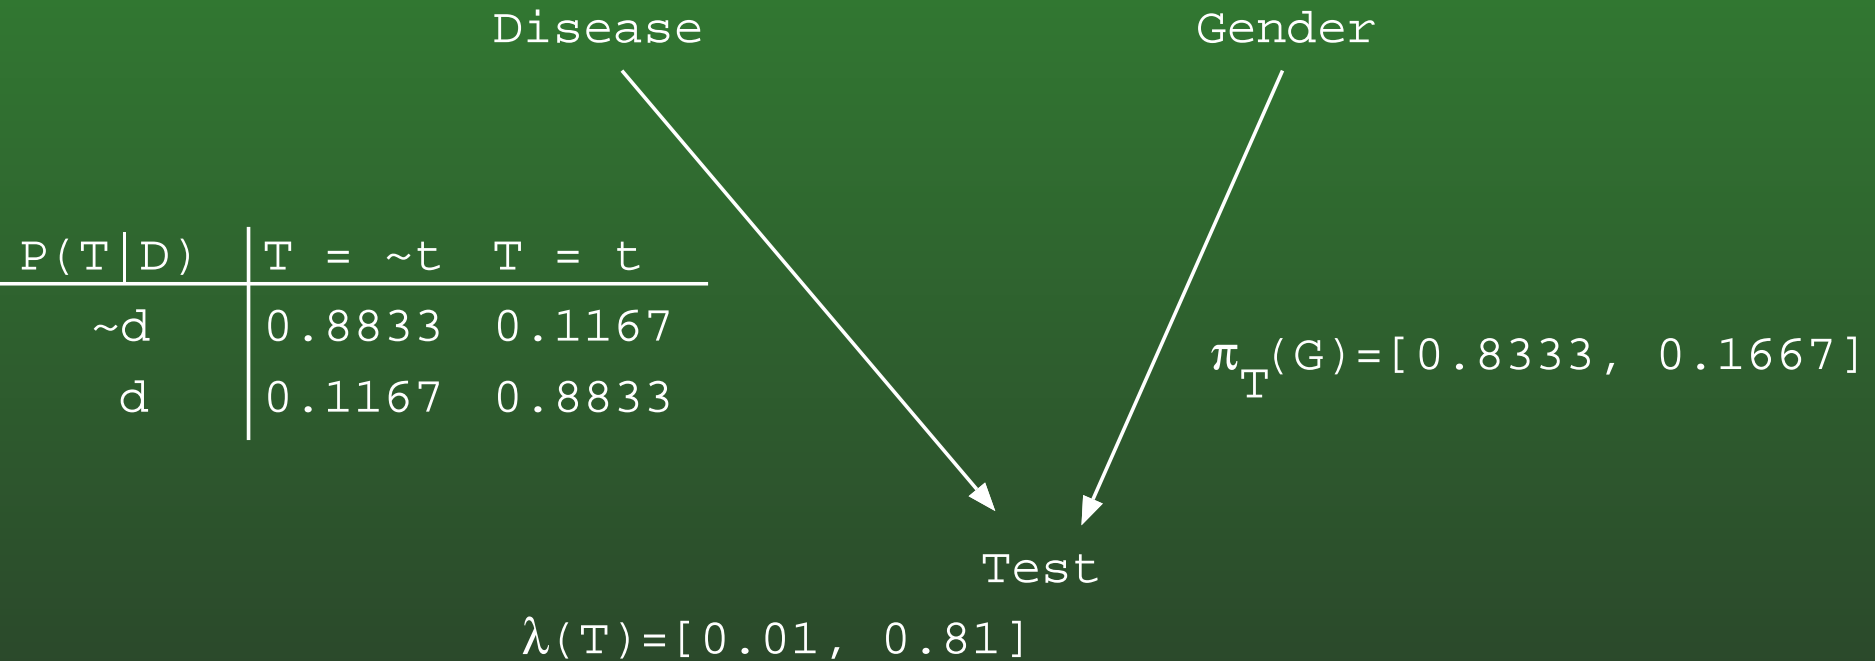 Disease Gender
P(T|D) T = ~t T = t
~d 0.8833 0.1167
π_T(G)=[0.8333, 0.1667]
d 0.1167 0.8833
Test
λ(T)=[0.01, 0.81]